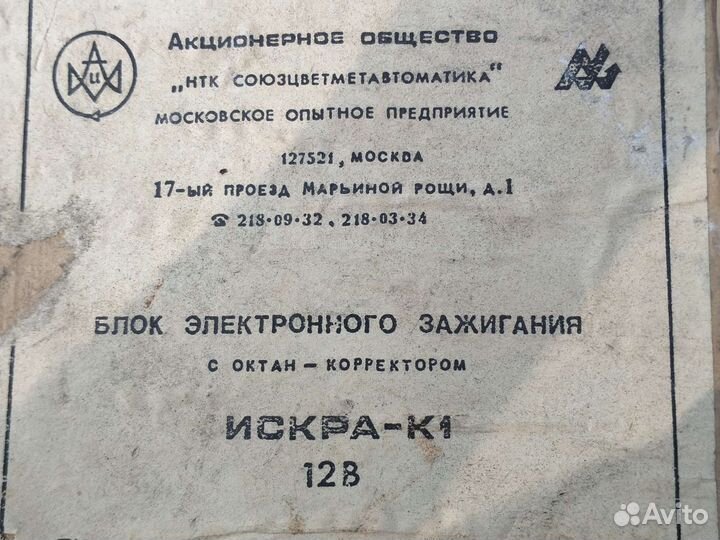 Акционерное общество
„НТК СОЮЗЦВЕТМЕТАВТОМАТИКА“
МОСКОВСКОЕ ОПЫТНОЕ ПРЕДПРИЯТИЕ
127521, МОСКВА
17-ый проезд Марьиной рощи, д.1
☎ 218·09·32, 218·03·34
БЛОК ЭЛЕКТРОННОГО ЗАЖИГАНИЯ
С ОКТАН – КОРРЕКТОРОМ
ИСКРА-К1
12В
Avito